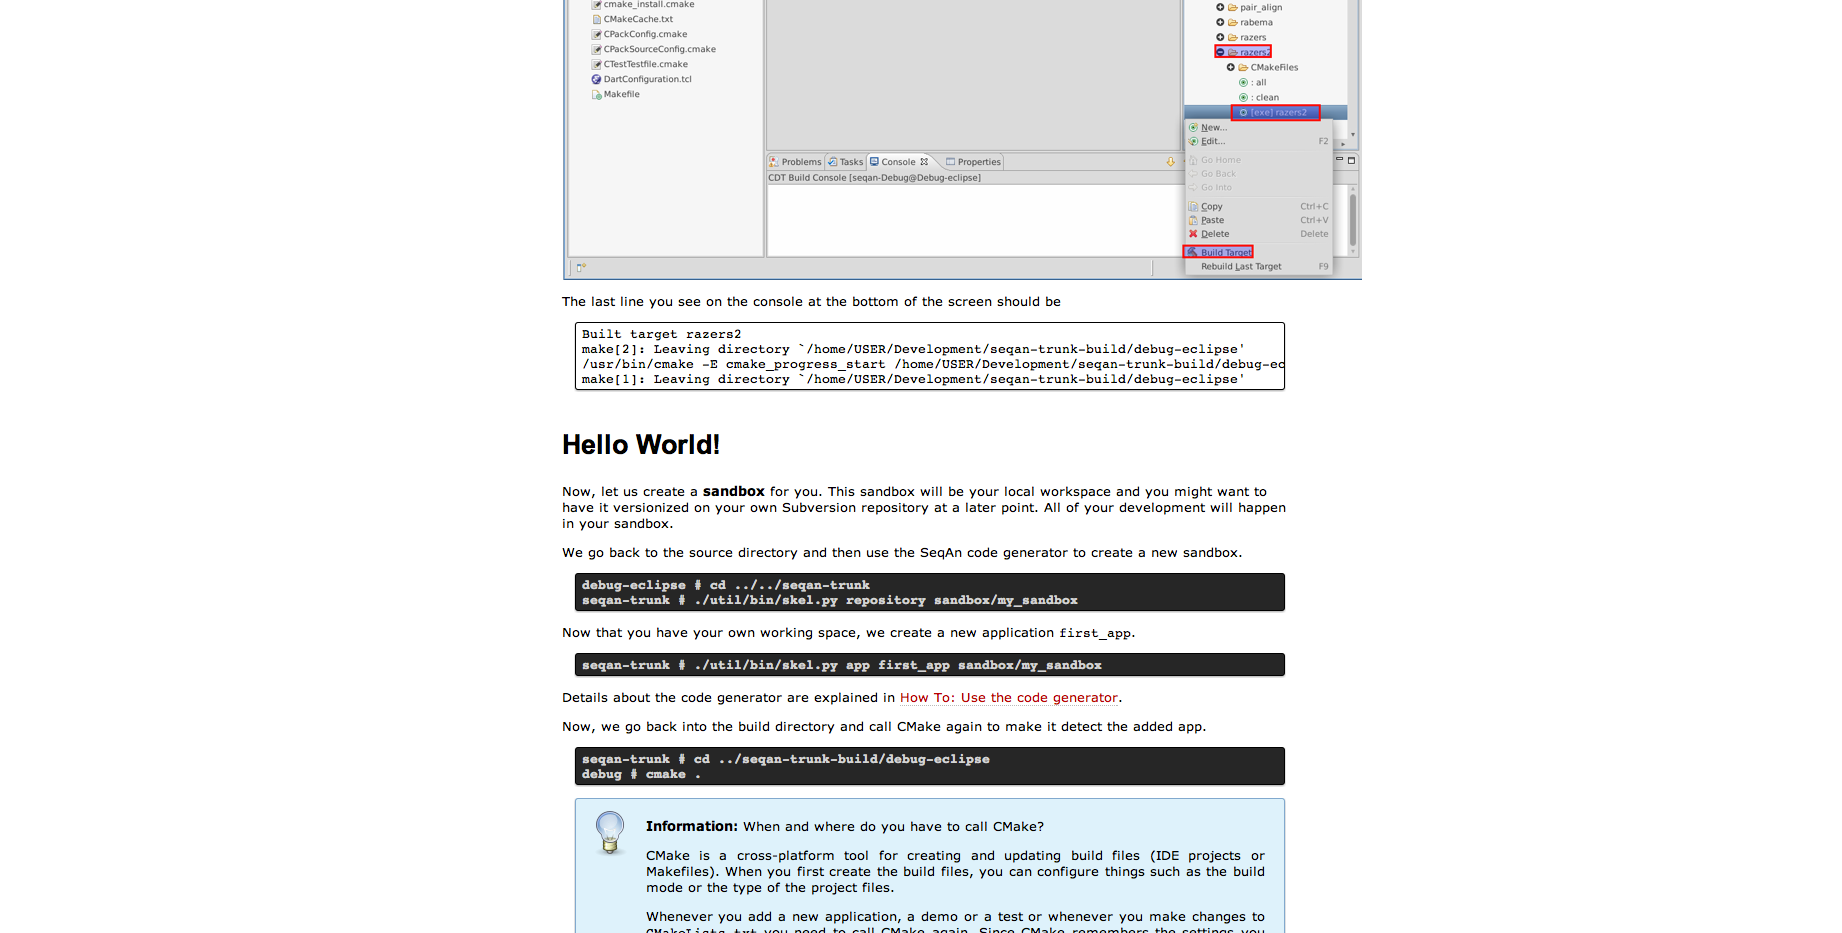 cmake_install.cmake
CMakeCache.txt
CPackConfig.cmake
CPackSourceConfig.cmake
CTestTestfile.cmake
DartConfiguration.tcl
Makefile
pair_align
rabema
razers
razers2
CMakeFiles
: all
: clean
[exe] razers2
New...
Edit... F2
Go Home
Go Back
Go Into
Copy Ctrl+C
Paste Ctrl+V
Delete Delete
Build Target
Rebuild Last Target F9
Problems Tasks Console Properties
CDT Build Console [seqan-Debug@Debug-eclipse]
The last line you see on the console at the bottom of the screen should be
Built target razers2
make[2]: Leaving directory `/home/USER/Development/seqan-trunk-build/debug-eclipse'
/usr/bin/cmake -E cmake_progress_start /home/USER/Development/seqan-trunk-build/debug-ec
make[1]: Leaving directory `/home/USER/Development/seqan-trunk-build/debug-eclipse'
Hello World!
Now, let us create a sandbox for you. This sandbox will be your local workspace and you might want to
have it versionized on your own Subversion repository at a later point. All of your development will happen
in your sandbox.
We go back to the source directory and then use the SeqAn code generator to create a new sandbox.
debug-eclipse # cd ../../seqan-trunk
seqan-trunk # ./util/bin/skel.py repository sandbox/my_sandbox
Now that you have your own working space, we create a new application first_app.
seqan-trunk # ./util/bin/skel.py app first_app sandbox/my_sandbox
Details about the code generator are explained in How To: Use the code generator.
Now, we go back into the build directory and call CMake again to make it detect the added app.
seqan-trunk # cd ../seqan-trunk-build/debug-eclipse
debug # cmake .
Information: When and where do you have to call CMake?
CMake is a cross-platform tool for creating and updating build files (IDE projects or
Makefiles). When you first create the build files, you can configure things such as the build
mode or the type of the project files.
Whenever you add a new application, a demo or a test or whenever you make changes to
CMakeLists.txt you need to call CMake again. Since CMake remembers the settings you